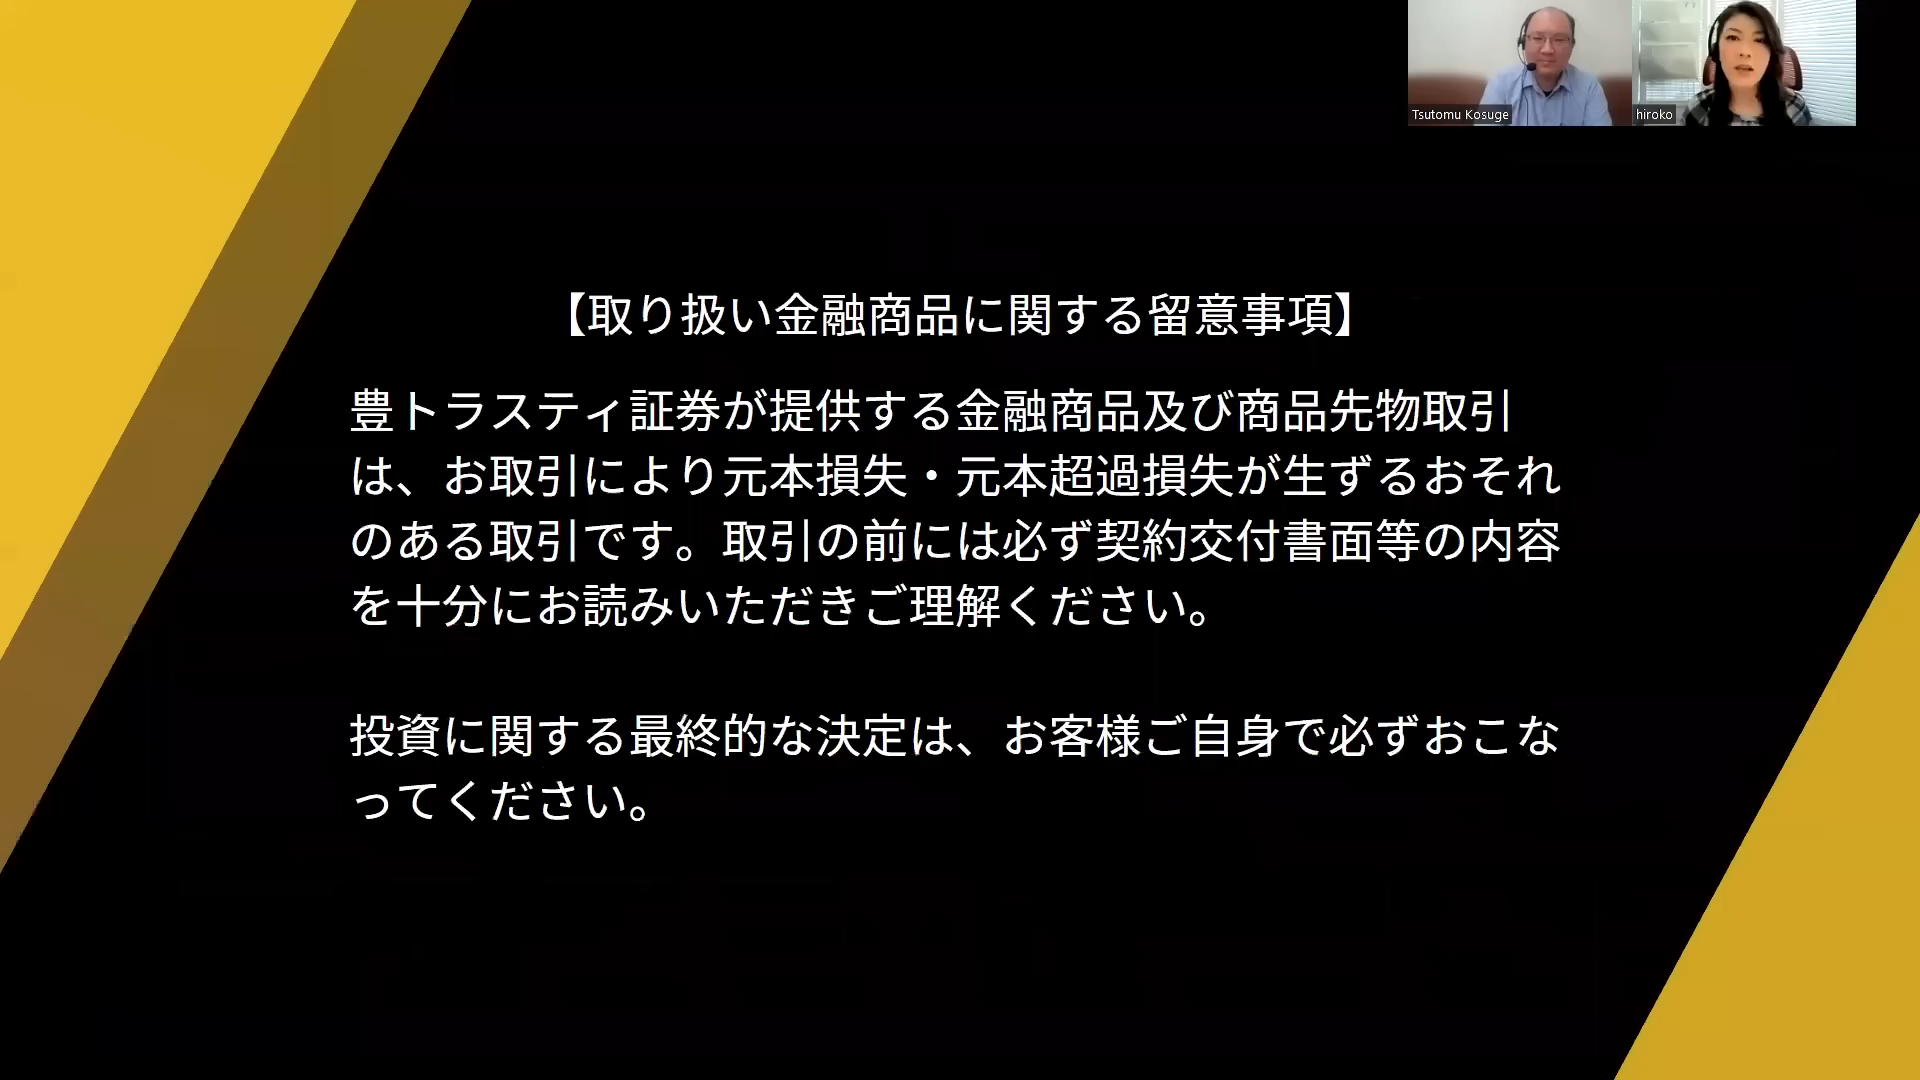 Tsutomu Kosuge
hiroko
【取り扱い金融商品に関する留意事項】
豊トラスティ証券が提供する金融商品及び商品先物取引
は、お取引により元本損失・元本超過損失が生ずるおそれ
のある取引です。取引の前には必ず契約交付書面等の内容
を十分にお読みいただきご理解ください。
投資に関する最終的な決定は、お客様ご自身で必ずおこな
ってください。